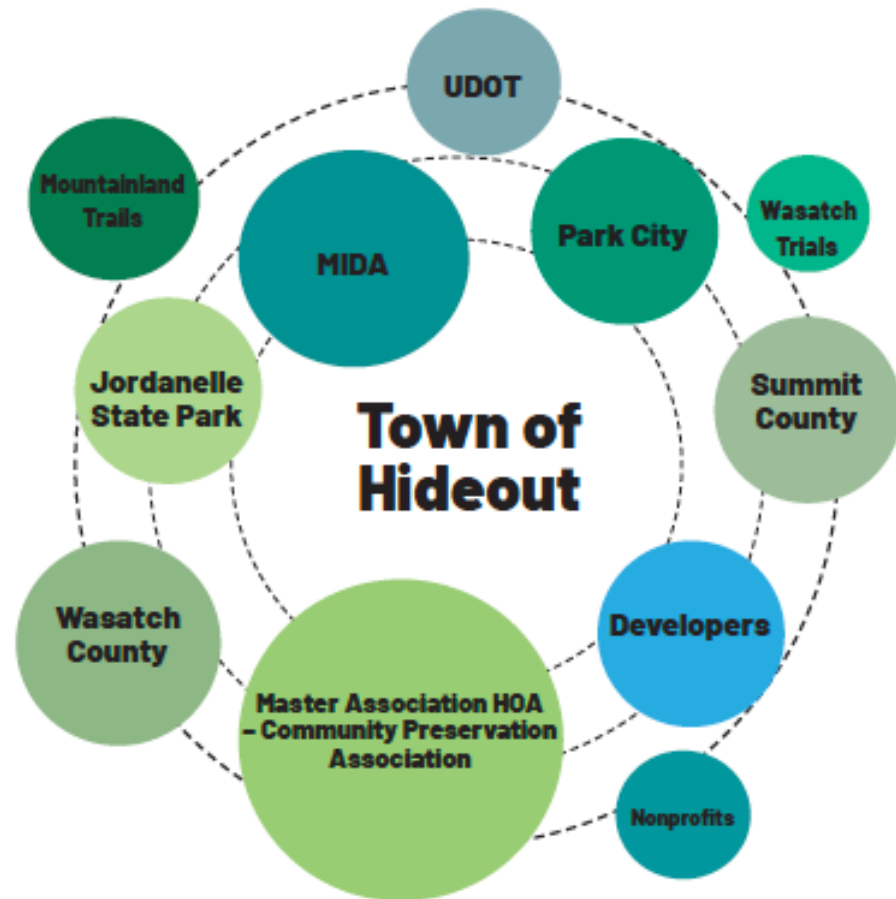 UDOT
Mountainland
Trails
Wasatch
Trials
Park City
MIDA
Jordanelle
State Park
Summit
County
Town of
Hideout
Wasatch
County
Developers
Master Association HOA
– Community Preservation
Association
Nonprofits